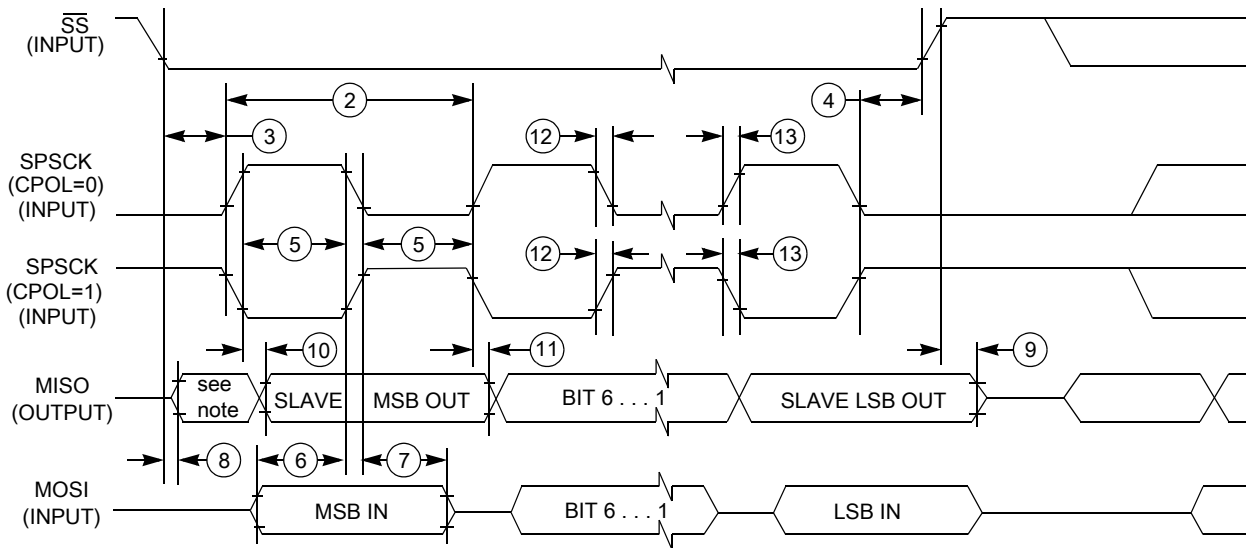 SS
(INPUT)
2
4
3
12
13
SPSCK
(CPOL=0)
(INPUT)
5
5
12
13
SPSCK
(CPOL=1)
(INPUT)
10
11
9
MISO
(OUTPUT)
see
note
SLAVE
MSB OUT
BIT 6 . . . 1
SLAVE LSB OUT
8
6
7
MOSI
(INPUT)
MSB IN
BIT 6 . . . 1
LSB IN